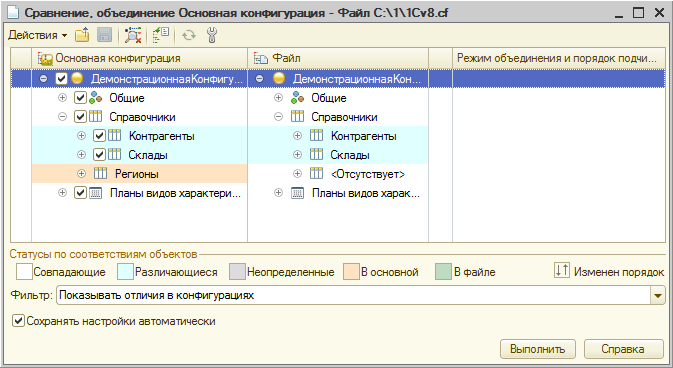 Сравнение, объединение Основная конфигурация - Файл C:\1\1Cv8.cf
Действия
Основная конфигурация Файл Режим объединения и порядок подчи...
ДемонстрационнаяКонфигу... ДемонстрационнаяКон...
Общие Общие
Справочники Справочники
Контрагенты Контрагенты
Склады Склады
Регионы <Отсутствует>
Планы видов характери... Планы видов харак...
Статусы по соответствиям объектов
Совпадающие Различающиеся Неопределенные В основной В файле Изменен порядок
Фильтр: Показывать отличия в конфигурациях
Сохранять настройки автоматически
Выполнить Справка